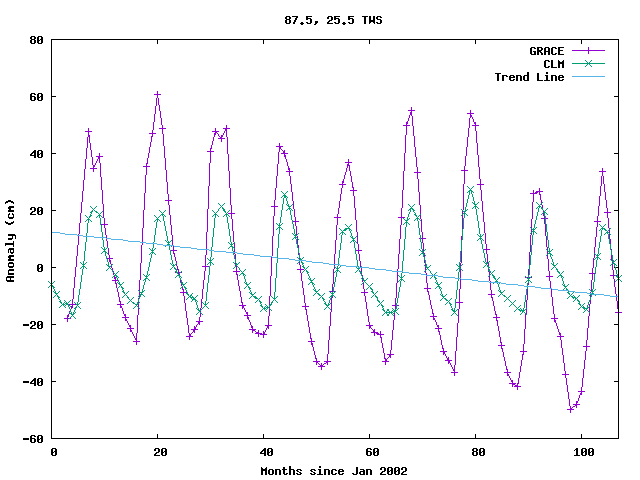 87.5, 25.5 TWS
GRACE
CLM
Trend Line
80
60
40
20
0
-20
-40
-60
Anomaly (cm)
0 20 40 60 80 100
Months since Jan 2002